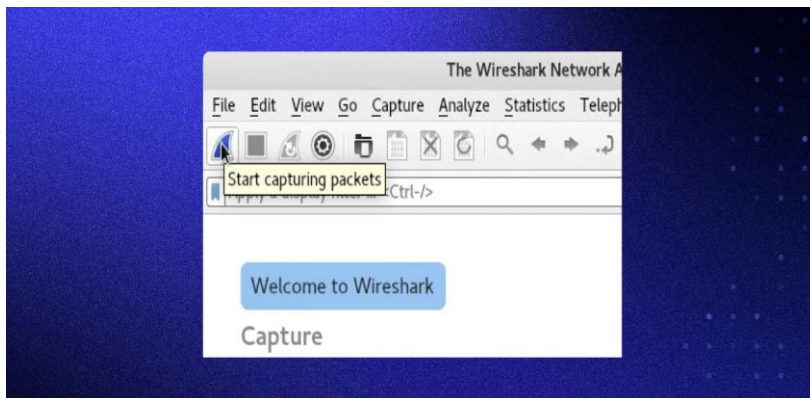 The Wireshark Network A
File Edit View Go Capture Analyze Statistics Teleph
Start capturing packets
<Ctrl-/>
Welcome to Wireshark
Capture